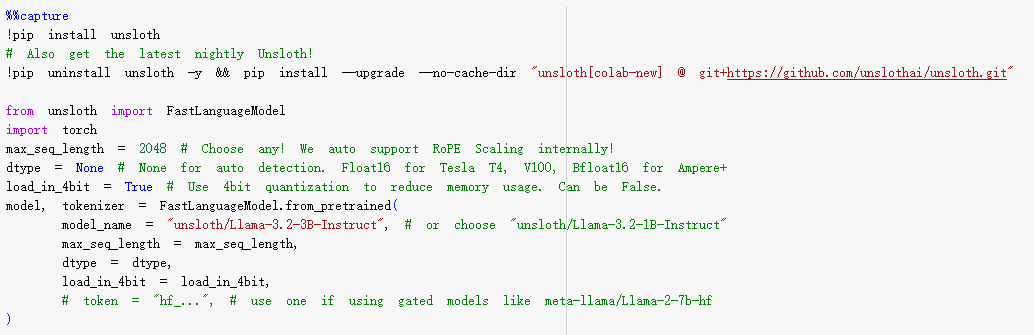 %%capture
!pip install unsloth
# Also get the latest nightly Unsloth!
!pip uninstall unsloth -y && pip install --upgrade --no-cache-dir "unsloth[colab-new] @ git+https://github.com/unslothai/unsloth.git"
from unsloth import FastLanguageModel
import torch
max_seq_length = 2048 # Choose any! We auto support RoPE Scaling internally!
dtype = None # None for auto detection. Float16 for Tesla T4, V100, Bfloat16 for Ampere+
load_in_4bit = True # Use 4bit quantization to reduce memory usage. Can be False.
model, tokenizer = FastLanguageModel.from_pretrained(
    model_name = "unsloth/Llama-3.2-3B-Instruct", # or choose "unsloth/Llama-3.2-1B-Instruct"
    max_seq_length = max_seq_length,
    dtype = dtype,
    load_in_4bit = load_in_4bit,
    # token = "hf_...", # use one if using gated models like meta-llama/Llama-2-7b-hf
)